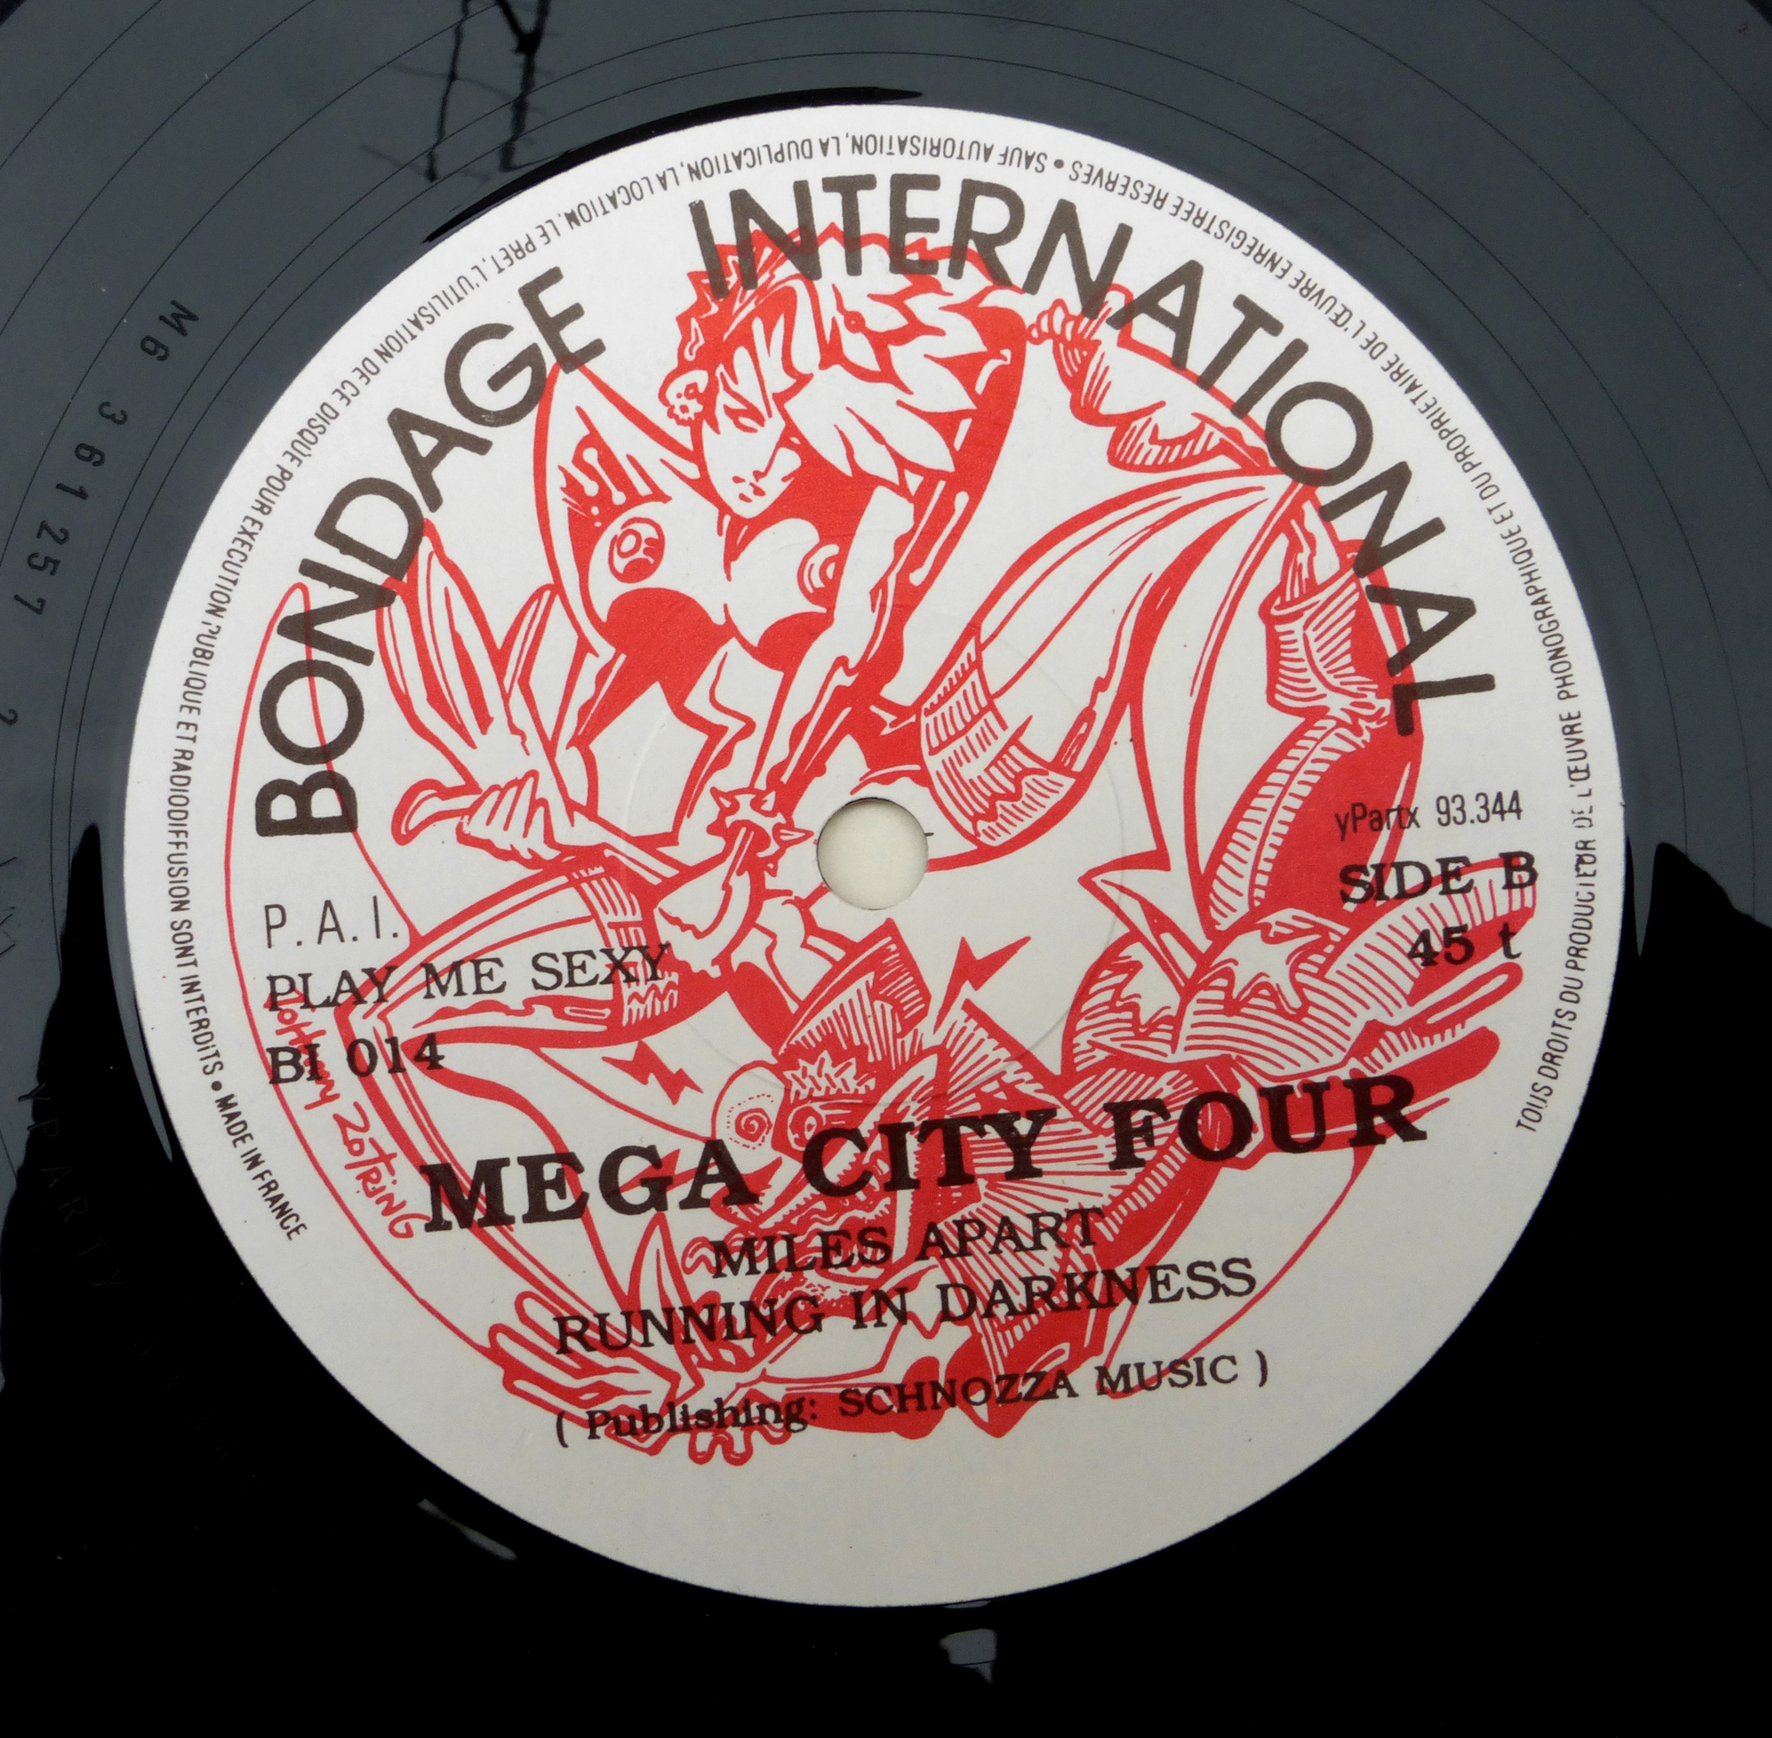 TOUS DROITS DU PRODUCTEUR DE L'ŒUVRE PHONOGRAPHIQUE ET DU PROPRIETAIRE DE L'ŒUVRE ENREGISTREE RESERVES • SAUF AUTORISATION, LA DUPLICATION, LA LOCATION, LE PRET, L'UTILISATION DE CE DISQUE POUR EXECUTION PUBLIQUE ET RADIODIFFUSION SONT INTERDITS • MADE IN FRANCE
BONDAGE INTERNATIONAL
yPartx 93.344
SIDE B
45 t
P.A.I.
PLAY ME SEXY
BI 014
MEGA CITY FOUR
MILES APART
RUNNING IN DARKNESS
( Publishing: SCHNOZZA MUSIC )
M6 361257